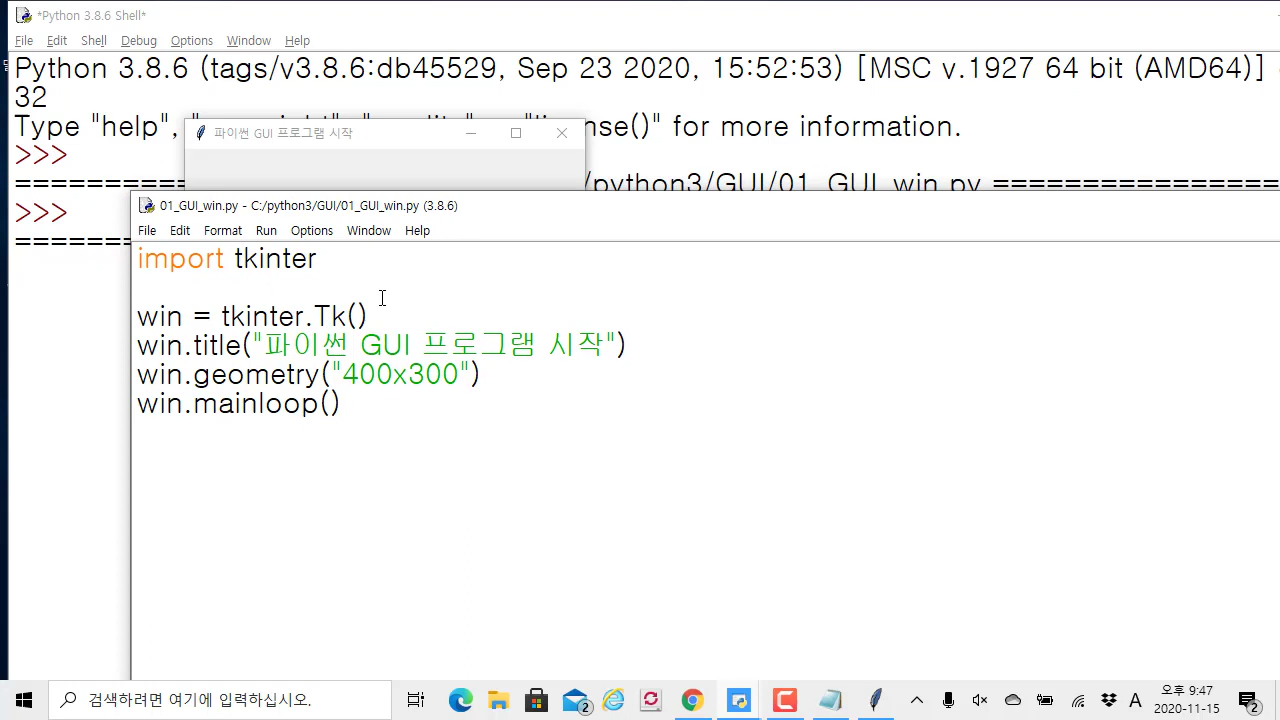 *Python 3.8.6 Shell*
File Edit Shell Debug Options Window Help
Python 3.8.6 (tags/v3.8.6:db45529, Sep 23 2020, 15:52:53) [MSC v.1927 64 bit (AMD64)]
32
Type "help", for more information.
>>>
파이썬 GUI 프로그램 시작
=========== /python3/GUI/01_GUI_win.py =================
>>>
01_GUI_win.py - C:/python3/GUI/01_GUI_win.py (3.8.6)
File Edit Format Run Options Window Help
import tkinter
win = tkinter.Tk()
win.title("파이썬 GUI 프로그램 시작")
win.geometry("400x300")
win.mainloop()
검색하려면 여기에 입력하십시오.
2
A
오후 9:47
2020-11-15
2